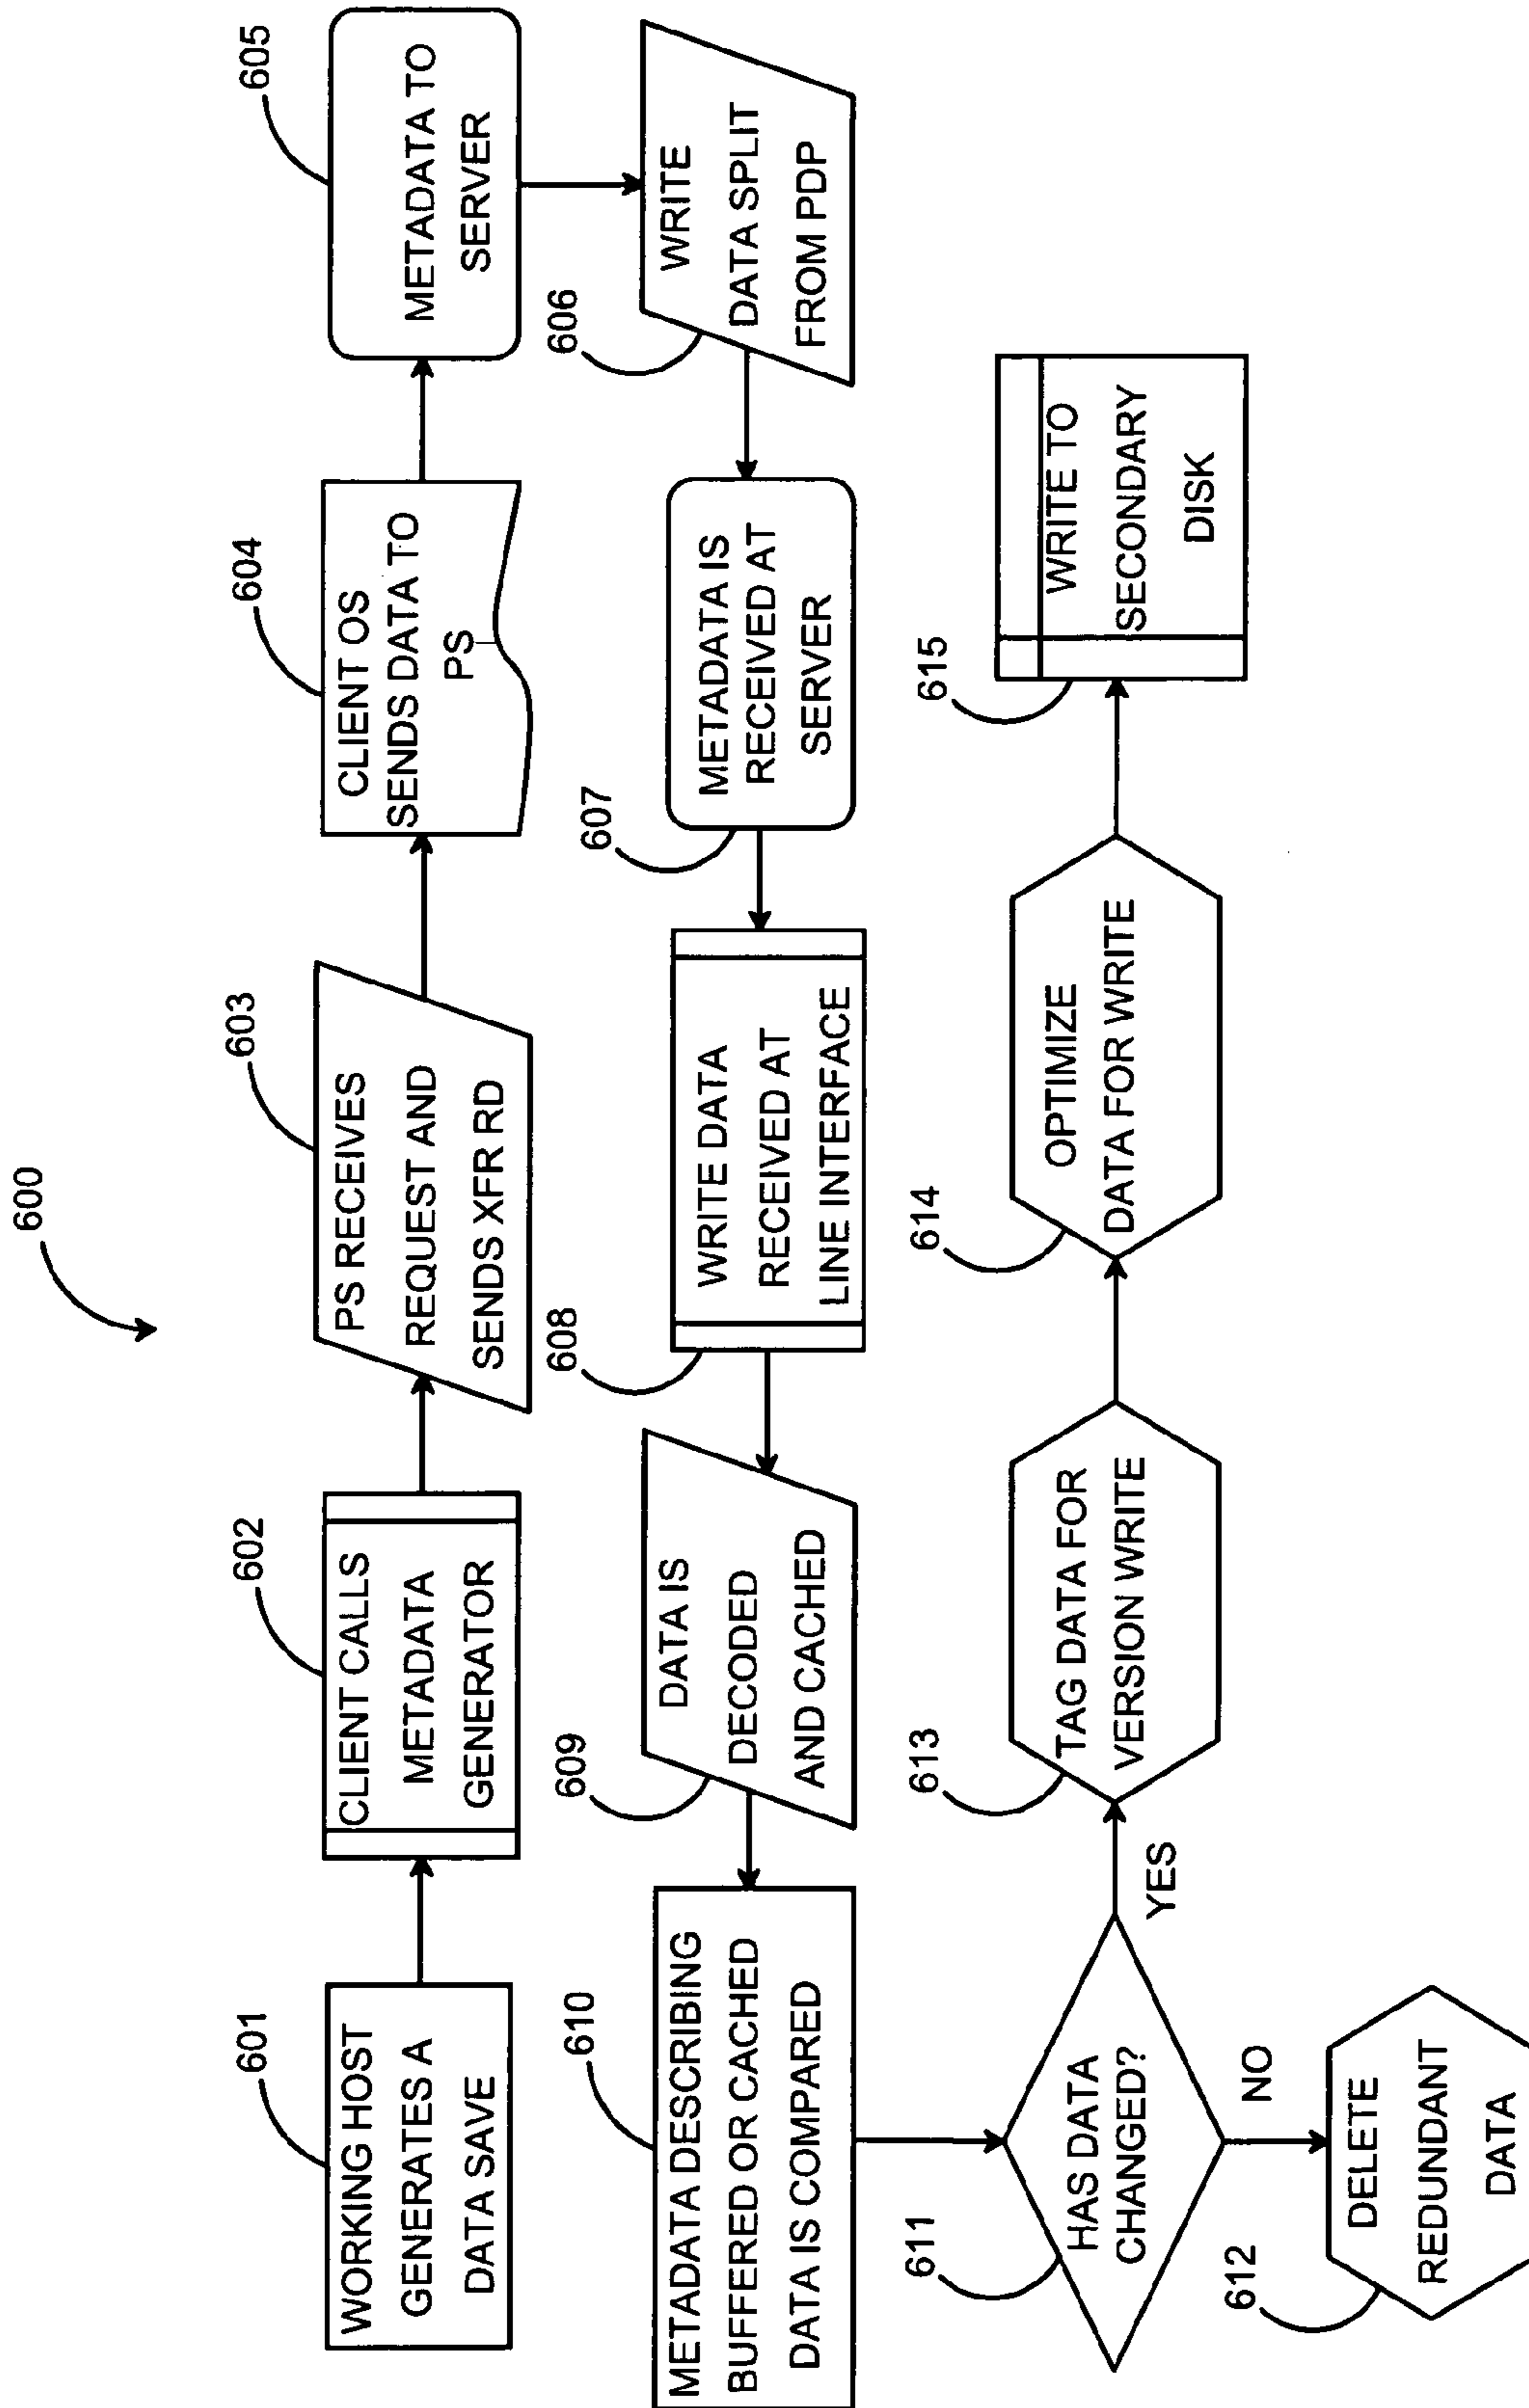 600
601
WORKING HOST
GENERATES A
DATA SAVE
602
CLIENT CALLS
METADATA
GENERATOR
603
PS RECEIVES
REQUEST AND
SENDS XFR RD
604
CLIENT OS
SENDS DATA TO
PS
605
METADATA TO
SERVER
606
WRITE
DATA SPLIT
FROM PDP
607
METADATA IS
RECEIVED AT
SERVER
608
WRITE DATA
RECEIVED AT
LINE INTERFACE
609
DATA IS
DECODED
AND CACHED
610
METADATA DESCRIBING
BUFFERED OR CACHED
DATA IS COMPARED
611
HAS DATA
CHANGED?
YES
NO
612
DELETE
REDUNDANT
DATA
613
TAG DATA FOR
VERSION WRITE
614
OPTIMIZE
DATA FOR WRITE
615
WRITE TO
SECONDARY
DISK